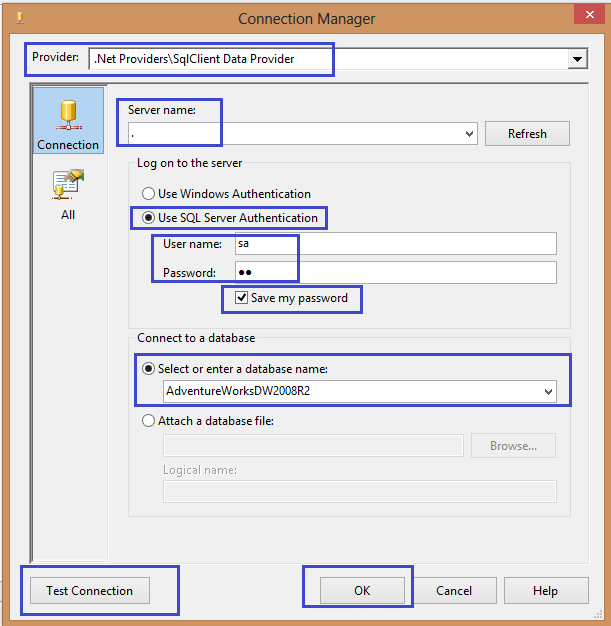 Connection Manager
Provider: .Net Providers\SqlClient Data Provider
Connection
All
Server name:
.
Refresh
Log on to the server
Use Windows Authentication
Use SQL Server Authentication
User name: sa
Password: ●●
Save my password
Connect to a database
Select or enter a database name:
AdventureWorksDW2008R2
Attach a database file:
Browse...
Logical name:
Test Connection OK Cancel Help